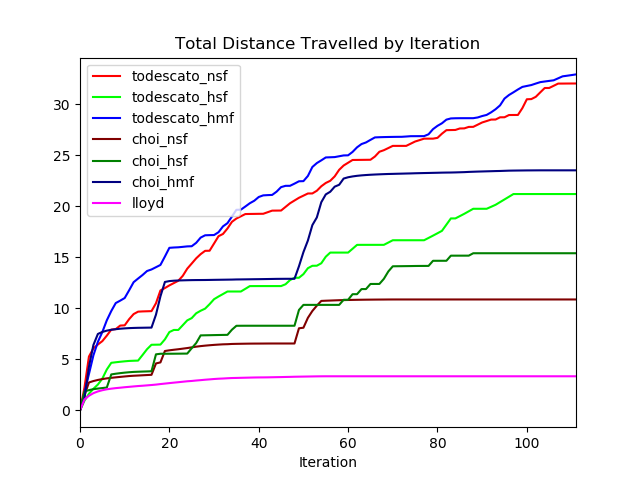 Total Distance Travelled by Iteration
todescato_nsf
todescato_hsf
todescato_hmf
choi_nsf
choi_hsf
choi_hmf
lloyd
30
25
20
15
10
5
0
0 20 40 60 80 100
Iteration